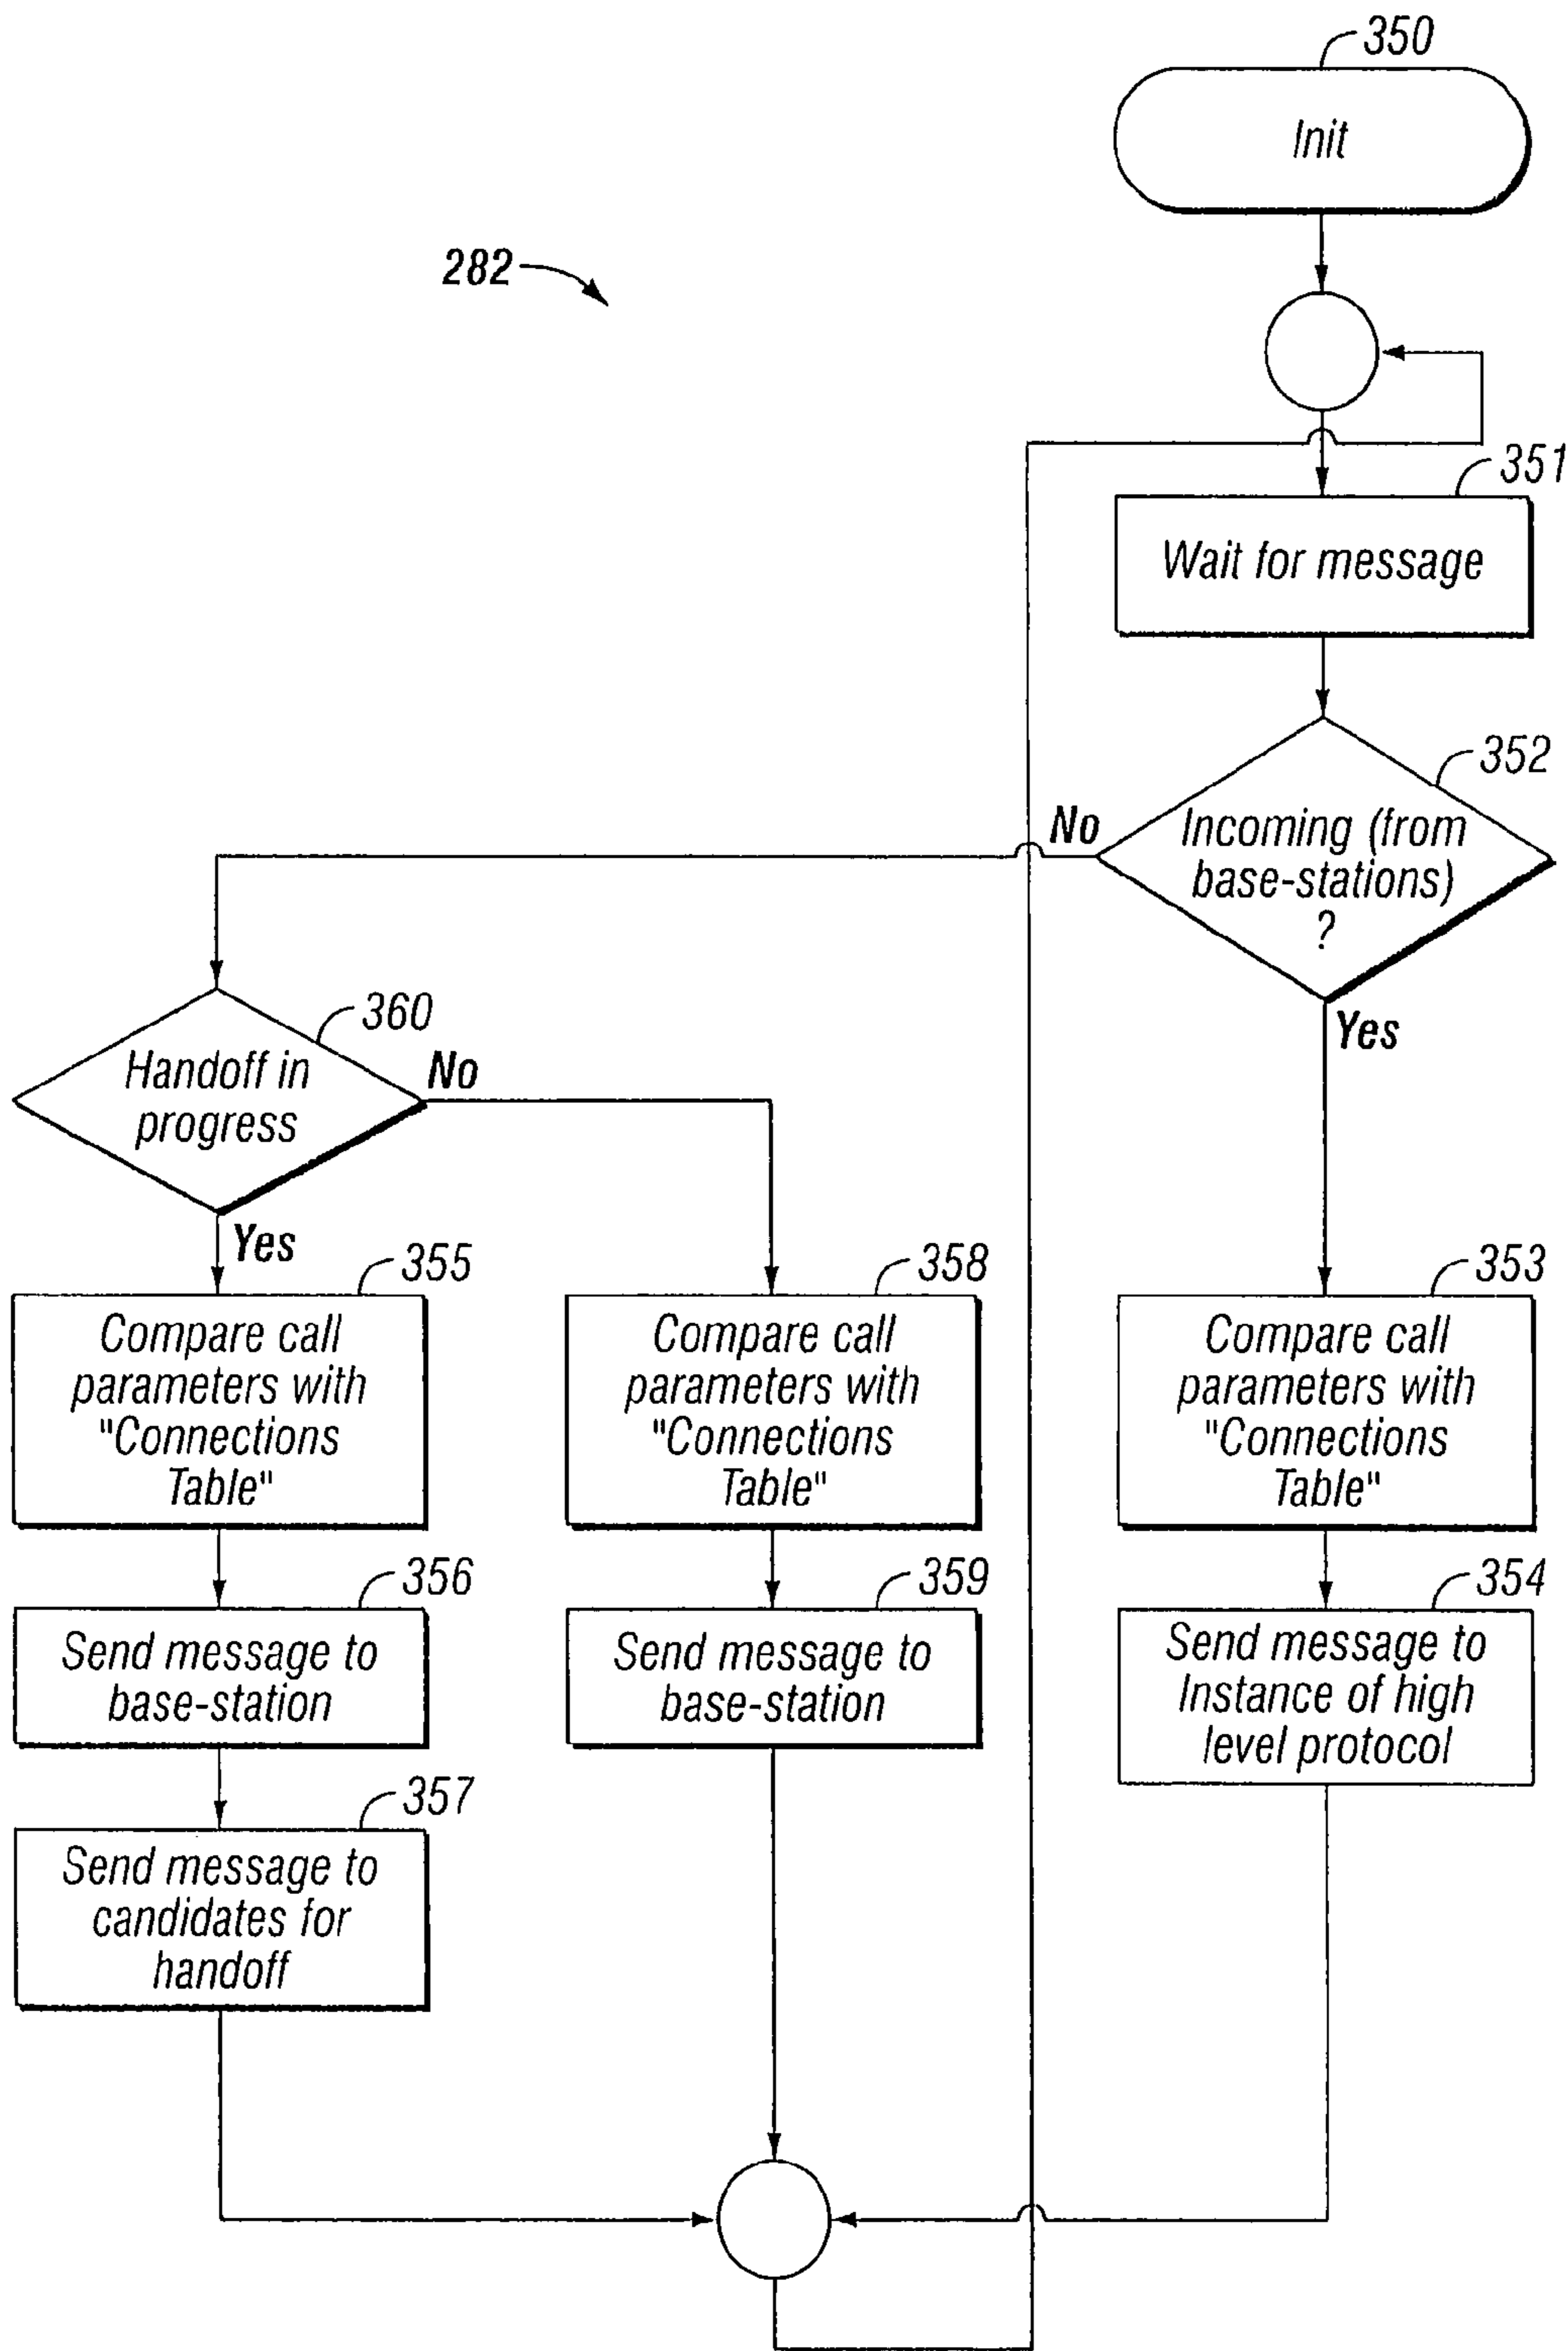 350
Init
282
351
Wait for message
352
No
Incoming (from
base-stations)
?
Yes
360
Handoff in
progress
No
Yes
355
Compare call
parameters with
"Connections
Table"
358
Compare call
parameters with
"Connections
Table"
353
Compare call
parameters with
"Connections
Table"
356
Send message to
base-station
359
Send message to
base-station
354
Send message to
Instance of high
level protocol
357
Send message to
candidates for
handoff